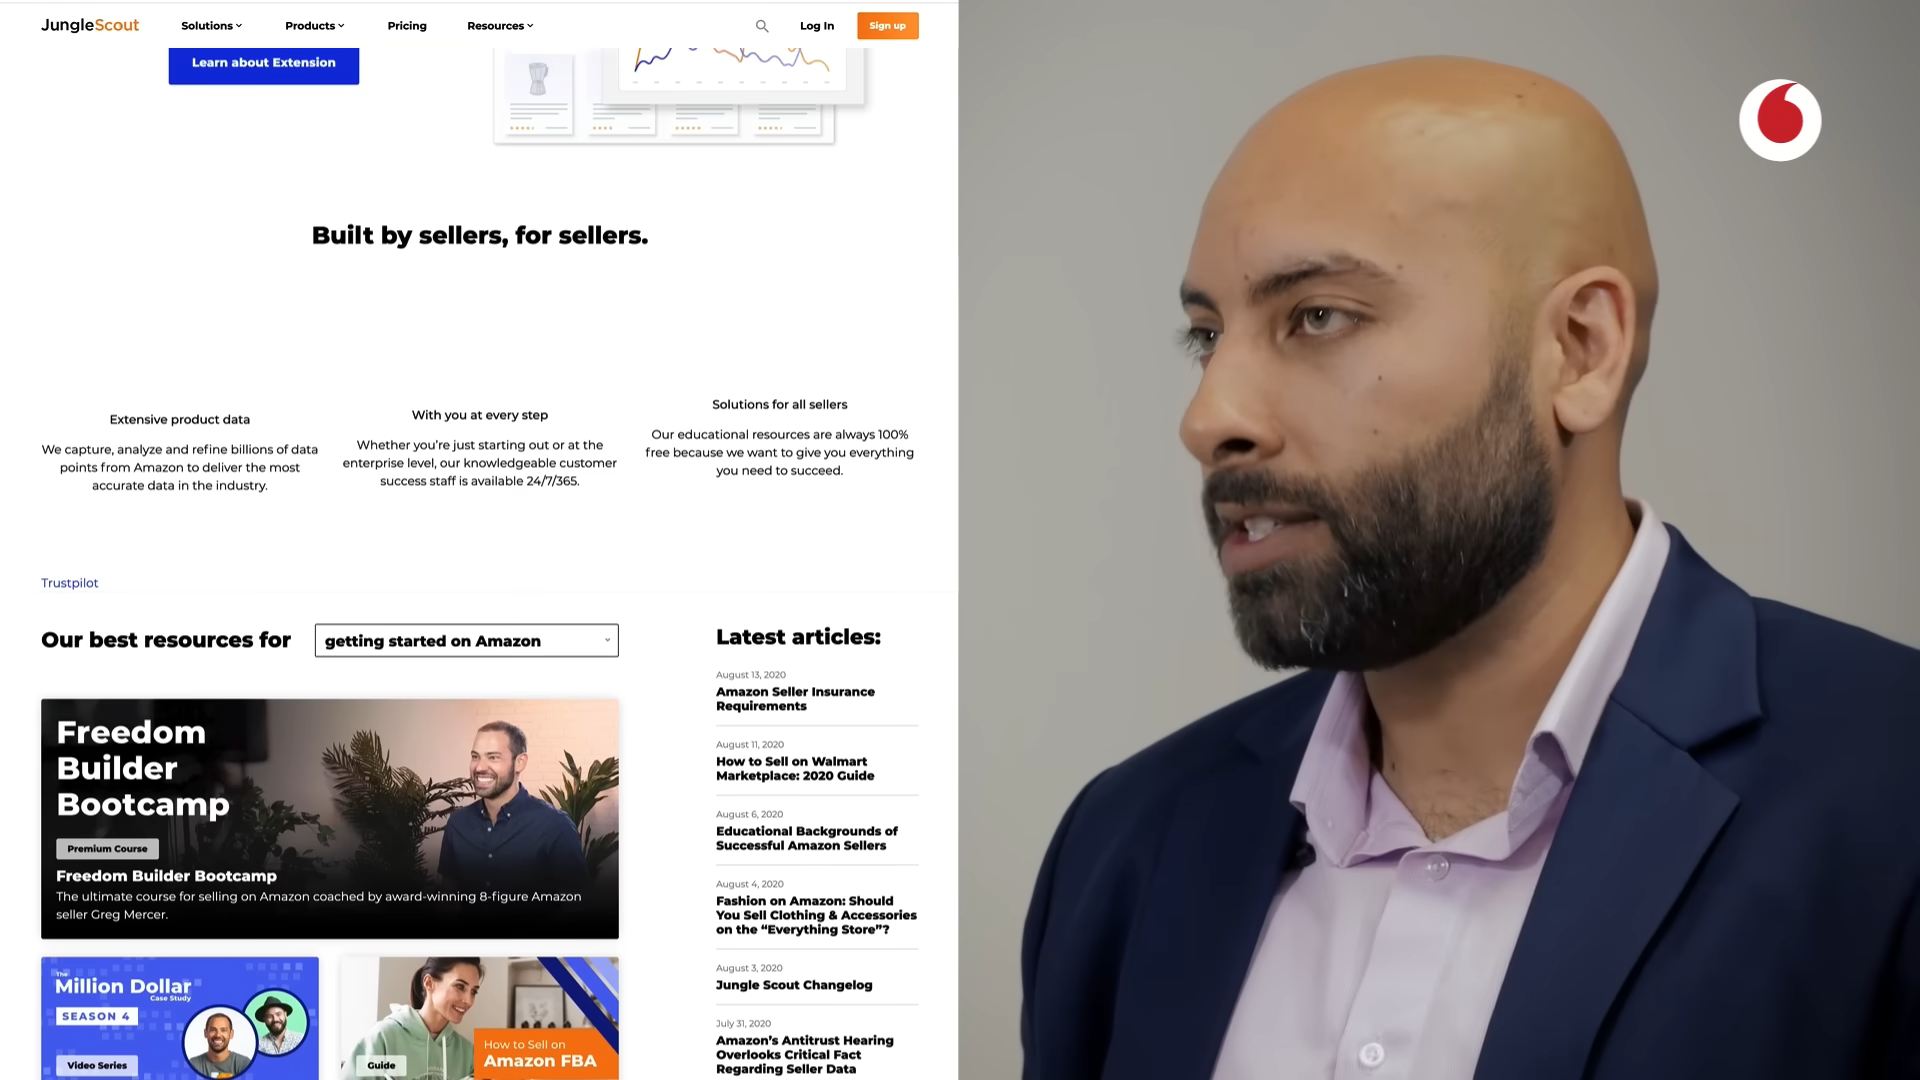 JungleScout
Solutions
Products
Pricing
Resources
Log In
Sign up
Learn about Extension
Built by sellers, for sellers.
Extensive product data
We capture, analyze and refine billions of data
points from Amazon to deliver the most
accurate data in the industry.
With you at every step
Whether you're just starting out or at the
enterprise level, our knowledgeable customer
success staff is available 24/7/365.
Solutions for all sellers
Our educational resources are always 100%
free because we want to give you everything
you need to succeed.
Trustpilot
Our best resources for
getting started on Amazon
Freedom
Builder
Bootcamp
Premium Course
Freedom Builder Bootcamp
The ultimate course for selling on Amazon coached by award-winning 8-figure Amazon
seller Greg Mercer.
The
Million Dollar
Case Study
SEASON 4
Video Series
Guide
How to Sell on
Amazon FBA
Latest articles:
August 13, 2020
Amazon Seller Insurance
Requirements
August 11, 2020
How to Sell on Walmart
Marketplace: 2020 Guide
August 6, 2020
Educational Backgrounds of
Successful Amazon Sellers
August 4, 2020
Fashion on Amazon: Should
You Sell Clothing & Accessories
on the “Everything Store”?
August 3, 2020
Jungle Scout Changelog
July 31, 2020
Amazon’s Antitrust Hearing
Overlooks Critical Fact
Regarding Seller Data